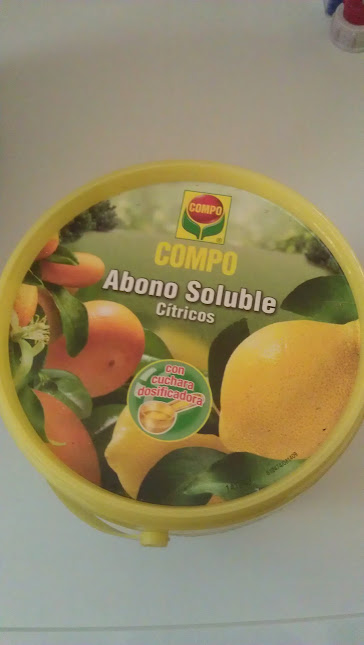 COMPO
COMPO
Abono Soluble
Cítricos
con
cuchara
dosificadora